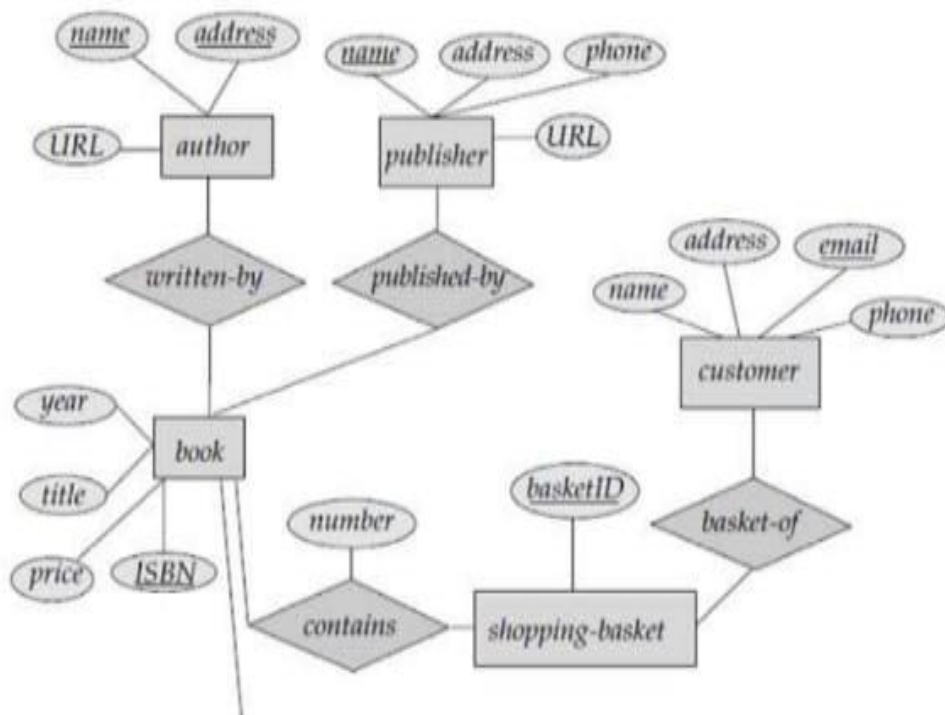 name address name address phone
URL author publisher URL
address email
written-by published-by name phone
customer
year
book
title basketID
number basket-of
price ISBN
contains shopping-basket